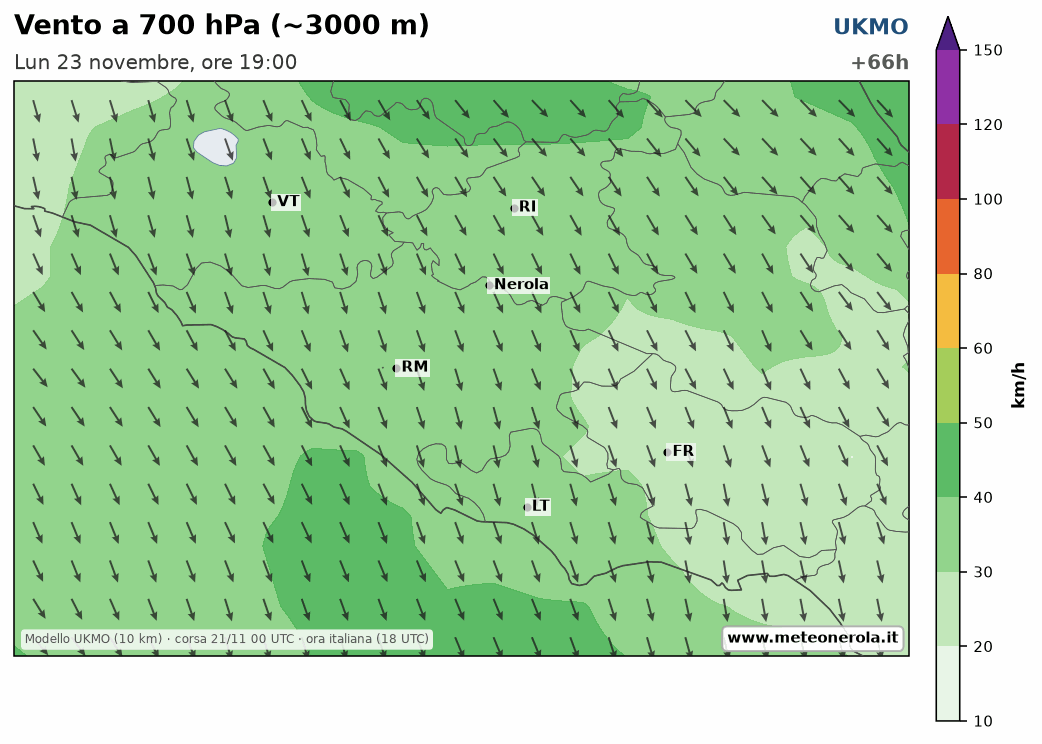 Vento a 700 hPa (~3000 m)
UKMO
Lun 23 novembre, ore 19:00
+66h
VT
RI
Nerola
RM
FR
LT
Modello UKMO (10 km) · corsa 21/11 00 UTC · ora italiana (18 UTC)
www.meteonerola.it
150
120
100
80
60
50
40
30
20
10
km/h